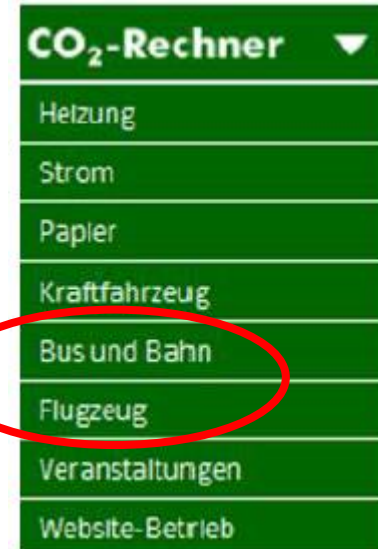 CO₂-Rechner
Heizung
Strom
Papier
Kraftfahrzeug
Bus und Bahn
Flugzeug
Veranstaltungen
Website-Betrieb